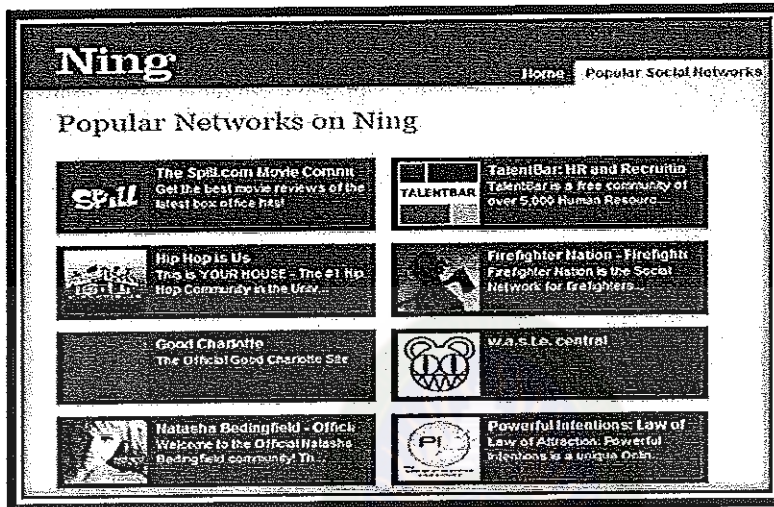 Ning
Home Popular Social Networks
Popular Networks on Ning
SPILL
The Spill.com Movie Commu
Get the best movie reviews of the
latest box office hits!
TALENTBAR
TalentBar: HR and Recruitin
TalentBar is a free community of
over 5,000 Human Resourc...
Hip Hop is Us
This is YOUR HOUSE - The #1 Hip
Hop Community in the Univ...
Firefighter Nation - Firefight
Firefighter Nation is the Social
Network for firefighters...
Good Charlotte
The Official Good Charlotte Site
w.a.s.t.e. central
Natasha Bedingfield - Offici
Welcome to the Official Natasha
Bedingfield community! Th...
PI
Powerful Intentions: Law of
Law of Attraction: Powerful
Intentions is a unique Onlin...